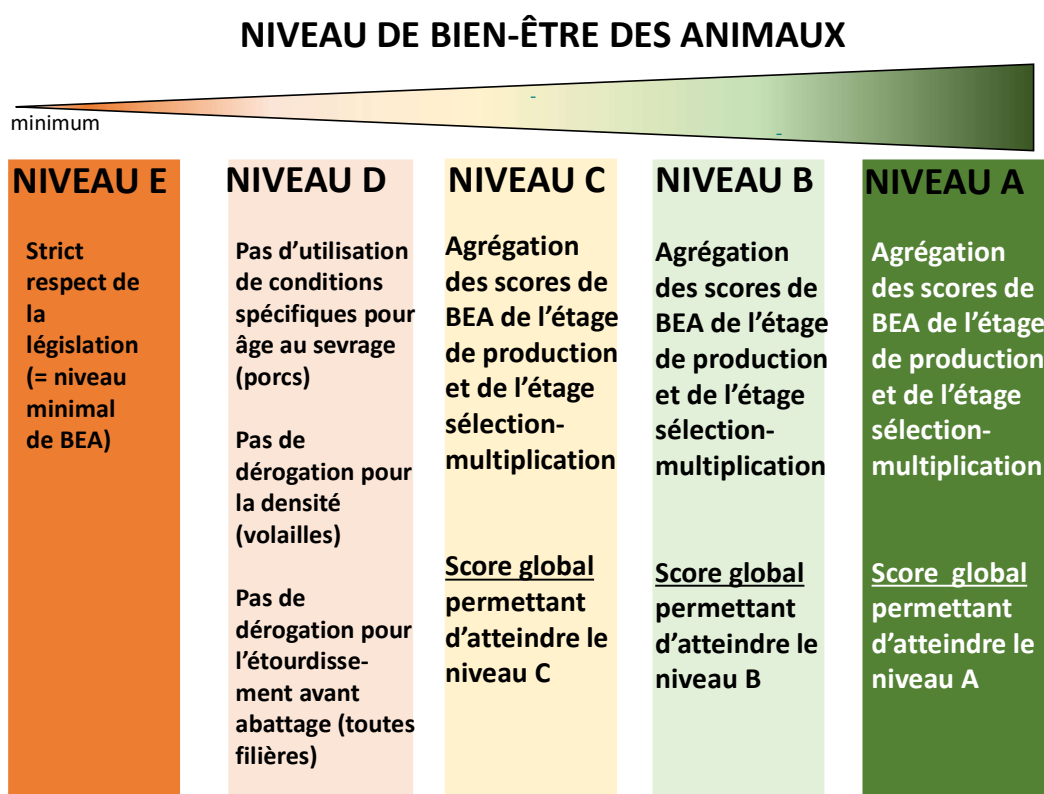 NIVEAU DE BIEN-ÊTRE DES ANIMAUX
minimum
NIVEAU E
Strict
respect de
la
législation
(= niveau
minimal
de BEA)
NIVEAU D
Pas d’utilisation
de conditions
spécifiques pour
âge au sevrage
(porcs)
Pas de
dérogation pour
la densité
(volailles)
Pas de
dérogation pour
l’étourdisse-
ment avant
abattage (toutes
filières)
NIVEAU C
Agrégation
des scores de
BEA de l’étage
de production
et de l’étage
sélection-
multiplication
Score global
permettant
d’atteindre le
niveau C
NIVEAU B
Agrégation
des scores de
BEA de l’étage
de production
et de l’étage
sélection-
multiplication
Score global
permettant
d’atteindre le
niveau B
NIVEAU A
Agrégation
des scores de
BEA de l’étage
de production
et de l’étage
sélection-
multiplication
Score global
permettant
d’atteindre le
niveau A